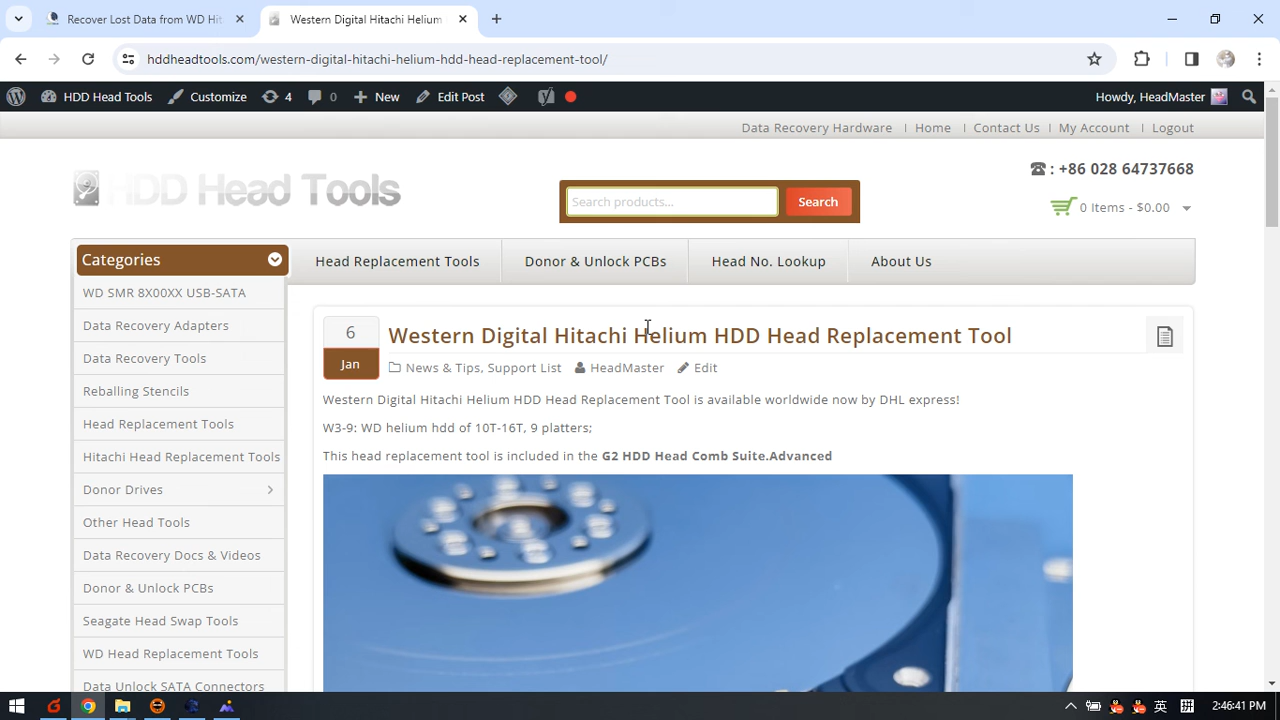 Recover Lost Data from WD Hit
Western Digital Hitachi Helium
hddheadtools.com/western-digital-hitachi-helium-hdd-head-replacement-tool/
HDD Head Tools
Customize
4
0
New
Edit Post
Howdy, HeadMaster
Data Recovery Hardware
Home
Contact Us
My Account
Logout
HDD Head Tools
Search products...
Search
: +86 028 64737668
0 Items - $0.00
Categories
Head Replacement Tools
Donor & Unlock PCBs
Head No. Lookup
About Us
WD SMR 8X00XX USB-SATA
Data Recovery Adapters
Data Recovery Tools
Reballing Stencils
Head Replacement Tools
Hitachi Head Replacement Tools
Donor Drives
Other Head Tools
Data Recovery Docs & Videos
Donor & Unlock PCBs
Seagate Head Swap Tools
WD Head Replacement Tools
Data Unlock SATA Connectors
6
Jan
Western Digital Hitachi Helium HDD Head Replacement Tool
News & Tips, Support List
HeadMaster
Edit
Western Digital Hitachi Helium HDD Head Replacement Tool is available worldwide now by DHL express!
W3-9: WD helium hdd of 10T-16T, 9 platters;
This head replacement tool is included in the G2 HDD Head Comb Suite.Advanced
英
拼
2:46:41 PM